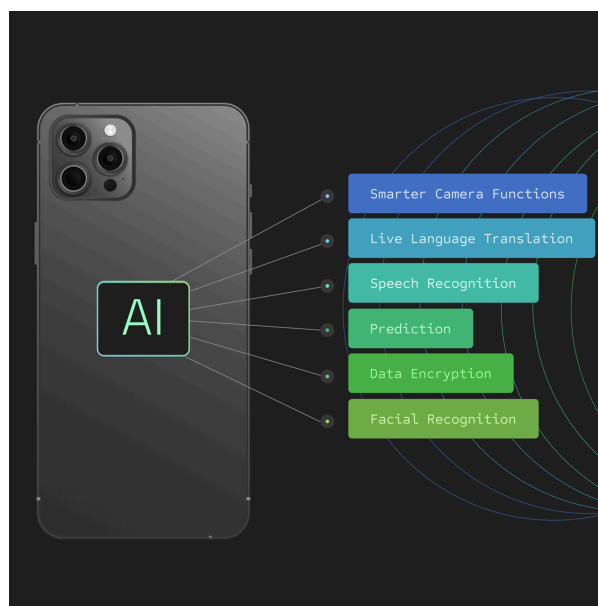 AI
Smarter Camera Functions
Live Language Translation
Speech Recognition
Prediction
Data Encryption
Facial Recognition